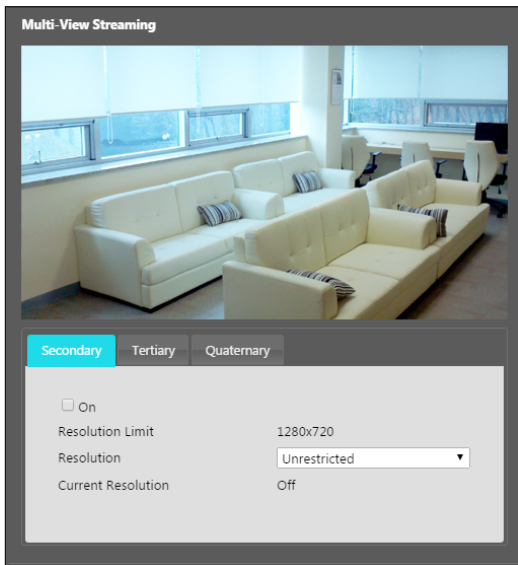 Multi-View Streaming
Secondary Tertiary Quaternary
On
Resolution Limit 1280x720
Resolution Unrestricted
Current Resolution Off